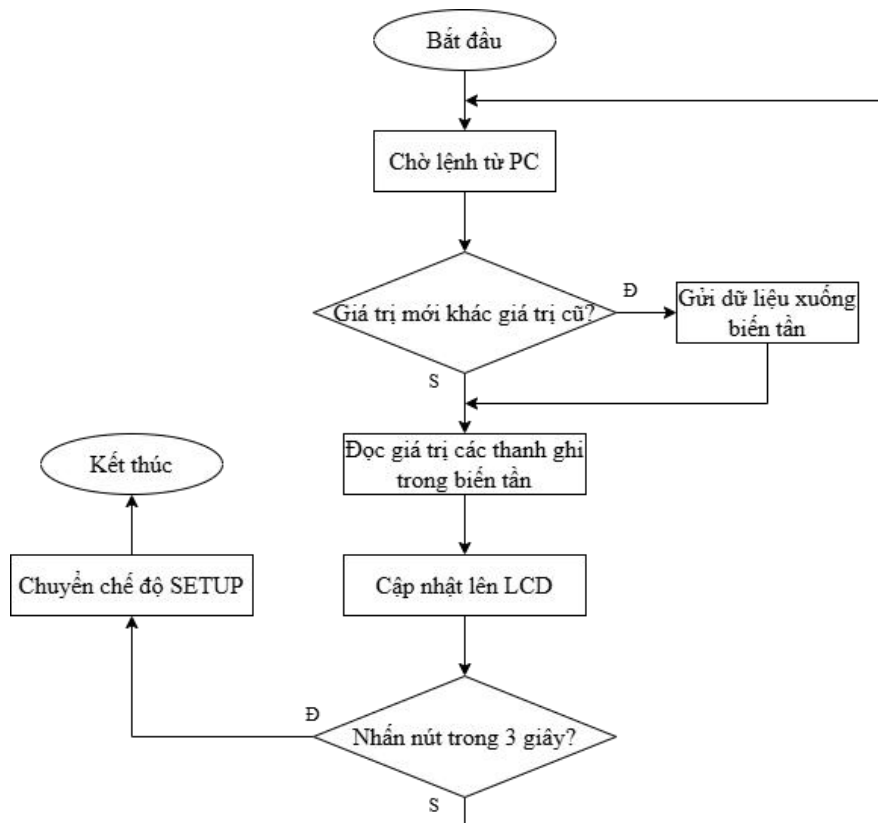 Bắt đầu
Chờ lệnh từ PC
Giá trị mới khác giá trị cũ?
Đ
Gửi dữ liệu xuống
biến tần
S
Đọc giá trị các thanh ghi
trong biến tần
Kết thúc
Chuyển chế độ SETUP
Cập nhật lên LCD
Đ
Nhấn nút trong 3 giây?
S